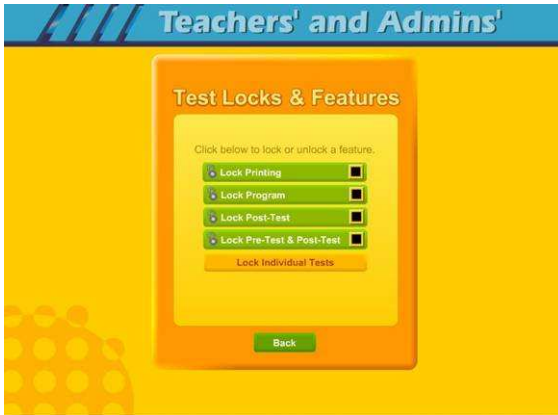 Teachers' and Admins'
Test Locks & Features
Click below to lock or unlock a feature.
Lock Printing
Lock Program
Lock Post-Test
Lock Pre-Test & Post-Test
Lock Individual Tests
Back